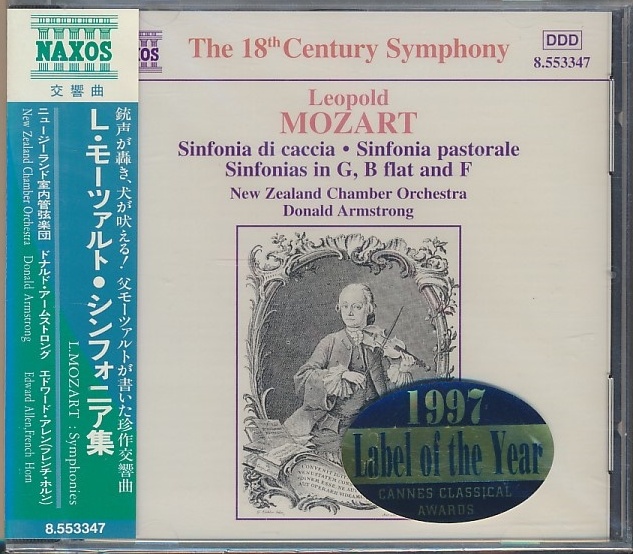 NAXOS
交響曲
銃声が轟き、犬が吠える！ 父モーツァルトが書いた珍作交響曲
L・モーツァルト・シンフォニア集
L.MOZART : Symphonies
ニュージーランド室内管弦楽団 ドナルド・アームストロング エドワード・アレン(フレンチ・ホルン)
New Zealand Chamber Orchestra Donald Armstrong Edward Allen, French Horn
8.553347
The 18th Century Symphony
DDD
8.553347
Leopold
MOZART
Sinfonia di caccia • Sinfonia pastorale
Sinfonias in G, B flat and F
New Zealand Chamber Orchestra
Donald Armstrong
1997
Label of the Year
CANNES CLASSICAL
AWARDS
CONVENIT